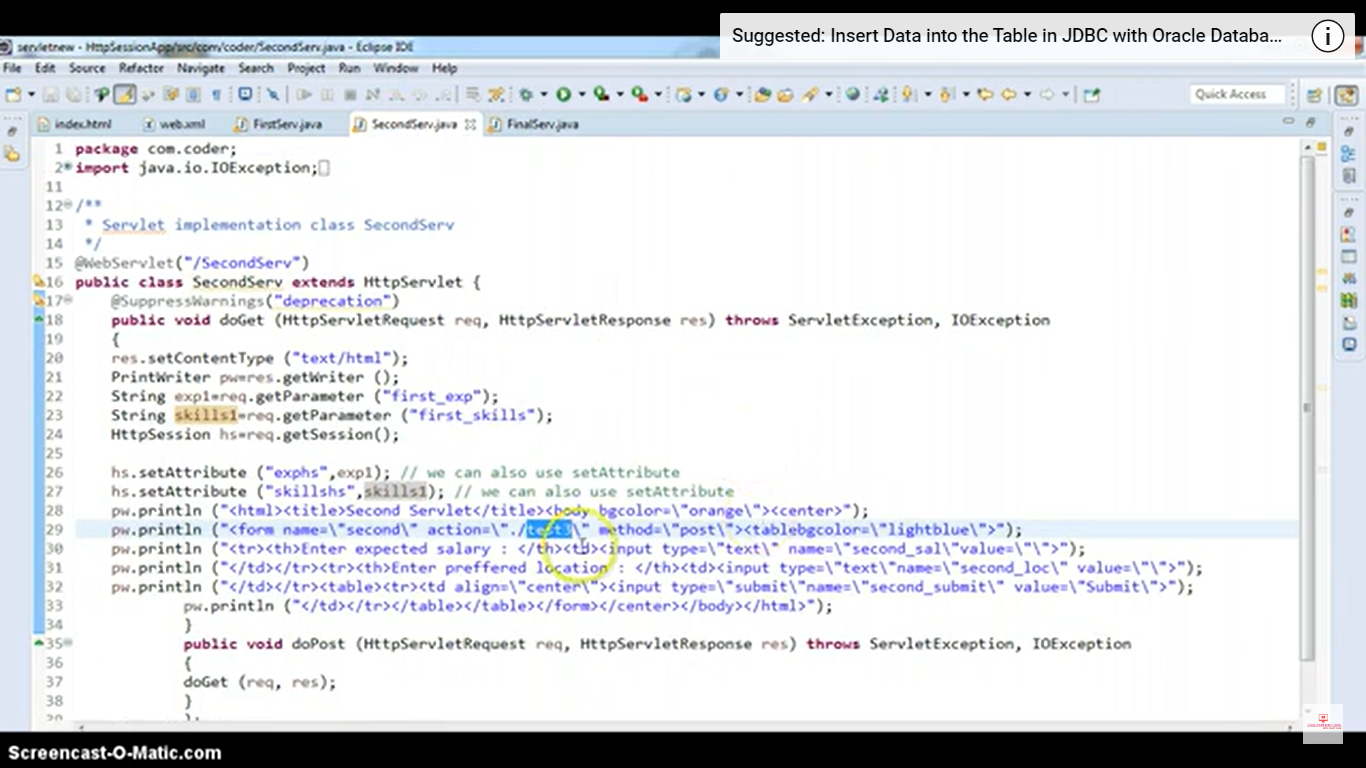 Suggested: Insert Data into the Table in JDBC with Oracle Databa...
servletnew - HttpSessionApp/src/com/coder/SecondServ.java - Eclipse IDE
File Edit Source Refactor Navigate Search Project Run Window Help
Quick Access
index.html web.xml FirstServ.java SecondServ.java FinalServ.java
1 package com.coder;
2 import java.io.IOException;
11
12 /**
13 * Servlet implementation class SecondServ
14 */
15 @WebServlet("/SecondServ")
16 public class SecondServ extends HttpServlet {
17 @SuppressWarnings("deprecation")
18 public void doGet (HttpServletRequest req, HttpServletResponse res) throws ServletException, IOException
19 {
20 res.setContentType ("text/html");
21 PrintWriter pw=res.getWriter ();
22 String exp1=req.getParameter ("first_exp");
23 String skills1=req.getParameter ("first_skills");
24 HttpSession hs=req.getSession();
25
26 hs.setAttribute ("exphs",exp1); // we can also use setAttribute
27 hs.setAttribute ("skillshs",skills1); // we can also use setAttribute
28 pw.println ("<html><title>Second Servlet</title><body bgcolor=\"orange\"><center>");
29 pw.println ("<form name=\"second\" action=\"./test3\" method=\"post\"><tablebgcolor=\"lightblue\">");
30 pw.println ("<tr><th>Enter expected salary : </th><td><input type=\"text\" name=\"second_sal\"value=\"\">");
31 pw.println ("</td></tr><tr><th>Enter preffered location : </th><td><input type=\"text\"name=\"second_loc\" value=\"\">");
32 pw.println ("</td></tr><table><tr><td align=\"center\"><input type=\"submit\"name=\"second_submit\" value=\"Submit\">");
33 pw.println ("</td></tr></table></table></form></center></body></html>");
34 }
35 public void doPost (HttpServletRequest req, HttpServletResponse res) throws ServletException, IOException
36 {
37 doGet (req, res);
38 }
Screencast-O-Matic.com